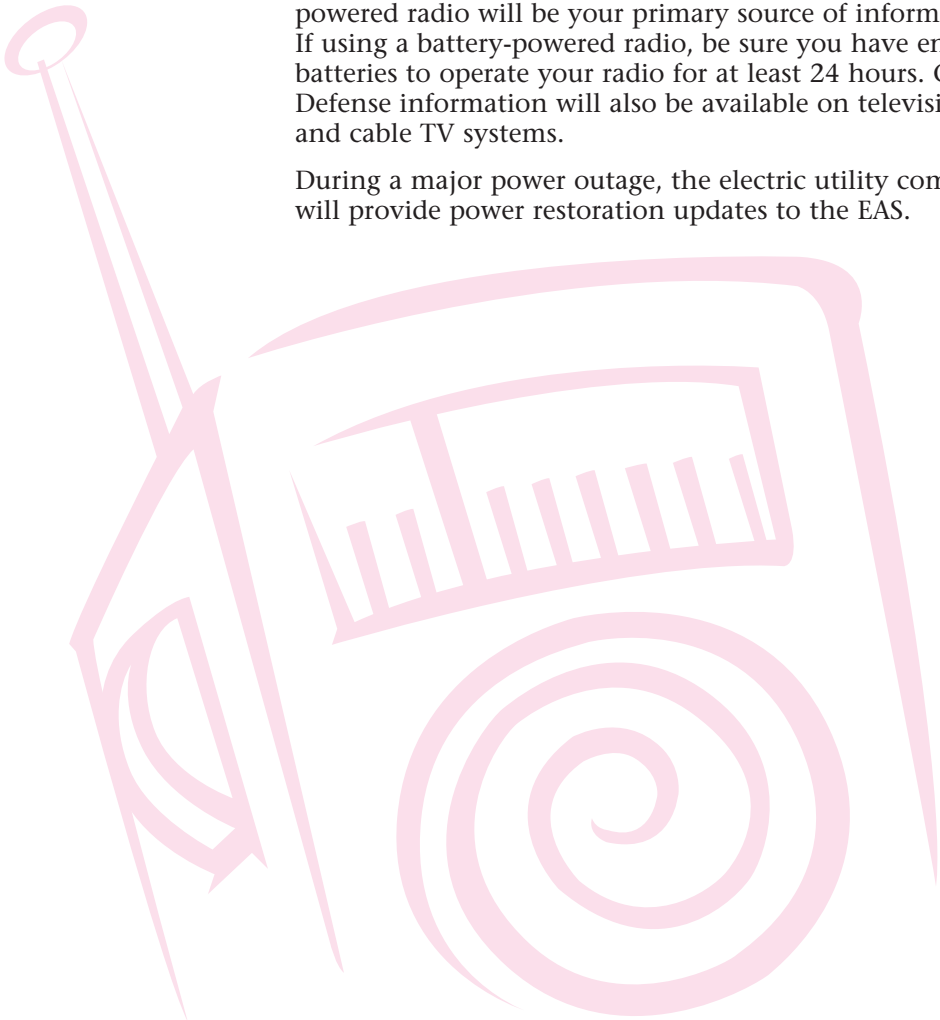 powered radio will be your primary source of inform
If using a battery-powered radio, be sure you have en
batteries to operate your radio for at least 24 hours.
Defense information will also be available on televisi
and cable TV systems.
During a major power outage, the electric utility com
will provide power restoration updates to the EAS.